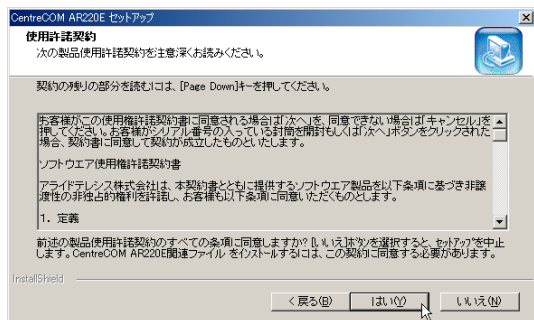 CentreCOM AR220E セットアップ
使用許諾契約
次の製品使用許諾契約を注意深くお読みください。
契約の残りの部分を読むには、[Page Down]キーを押してください。
お客様がこの使用権許諾契約書に同意される場合は「次へ」を、同意できない場合は「キャンセル」を
押してください。お客様がシリアル番号の入っている封筒を開封もしくは「次へ」ボタンをクリックされた
場合、契約書に同意して契約が成立したものといたします。
ソフトウエア使用権許諾契約書
アライドテレシス株式会社は、本契約書とともに提供するソフトウエア製品を以下条項に基づき非譲
渡性の非独占的権利を許諾し、お客様も以下条項に同意いただくものとします。
1. 定義
前述の製品使用許諾契約のすべての条項に同意しますか? [いいえ]ボタンを選択すると、セットアップを中止
します。CentreCOM AR220E関連ファイル をインストールするには、この契約に同意する必要があります。
InstallShield
< 戻る(B)
はい(Y)
いいえ(N)